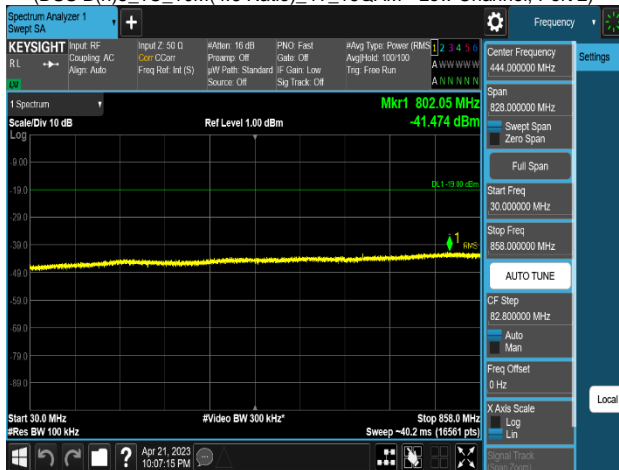 Spectrum Analyzer 1
Swept SA
Frequency
KEYSIGHT
RL
Input: RF
Coupling: AC
Align: Auto
Input Z: 50 Ω
Corr CCorr
Freq Ref: Int (S)
#Atten: 16 dB
Preamp: Off
µW Path: Standard
Source: Off
PNO: Fast
Gate: Off
IF Gain: Low
Sig Track: Off
#Avg Type: Power (RMS
Avg|Hold: 100/100
Trig: Free Run
1 2 3 4 5 6
A W W W W W
A N N N N N
1 Spectrum
Scale/Div 10 dB
Log
Ref Level 1.00 dBm
Mkr1 802.05 MHz
-41.474 dBm
-9.00
-19.0
-29.0
-39.0
-49.0
-59.0
-69.0
-79.0
-89.0
DL1 -19.00 dBm
1
RMS
Start 30.0 MHz
#Res BW 100 kHz
#Video BW 300 kHz*
Stop 858.0 MHz
Sweep ~40.2 ms (16561 pts)
Apr 21, 2023
10:07:15 PM
Center Frequency
444.000000 MHz
Span
828.000000 MHz
Swept Span
Zero Span
Full Span
Start Freq
30.000000 MHz
Stop Freq
858.000000 MHz
AUTO TUNE
CF Step
82.800000 MHz
Auto
Man
Freq Offset
0 Hz
X Axis Scale
Log
Lin
Signal Track
(Span Zoom)
Settings
Local